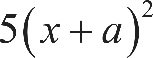 5(x + a)²